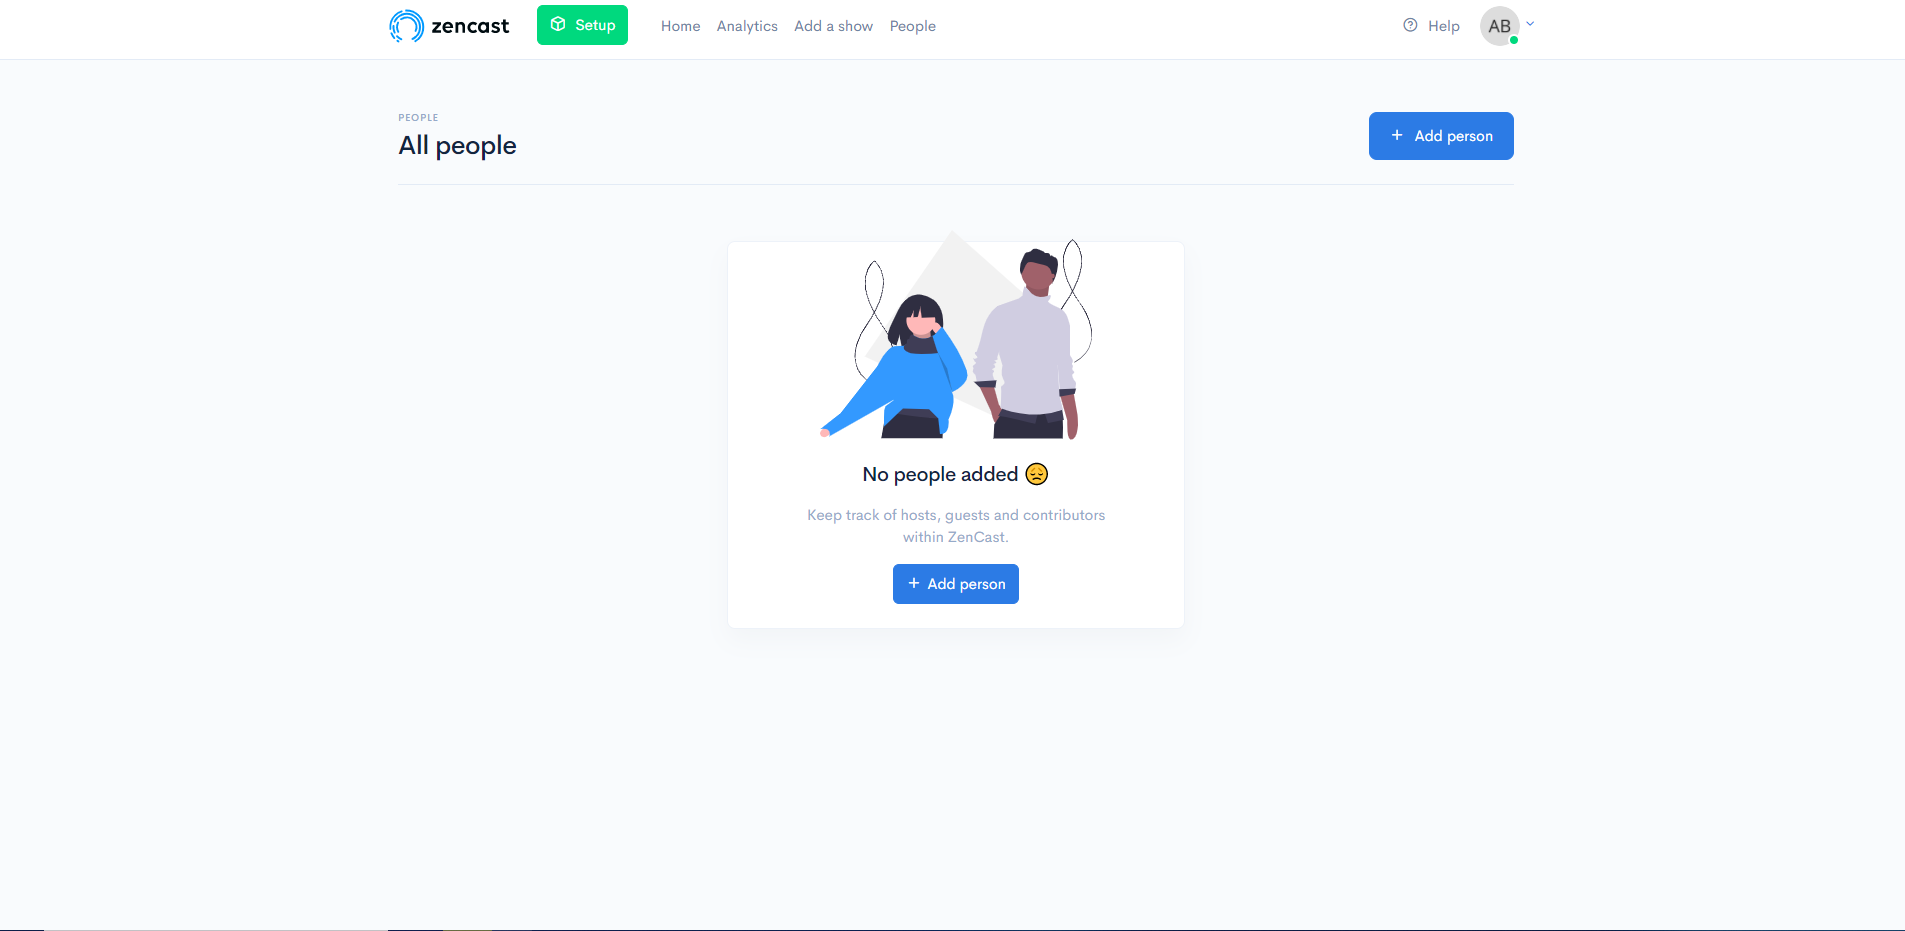 zencast
Setup
Home
Analytics
Add a show
People
Help
AB
PEOPLE
All people
Add person
No people added
Keep track of hosts, guests and contributors
within ZenCast.
Add person